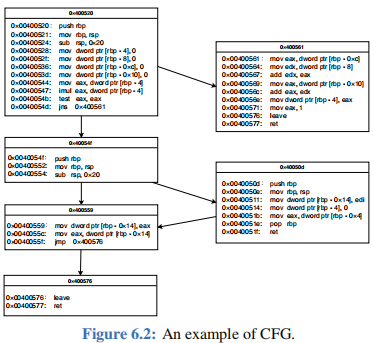 0x400520
0x00400520: push rbp
0x00400521: mov rbp, rsp
0x00400524: sub rsp, 0x20
0x00400528: mov dword ptr [rbp - 4], 0
0x0040052f: mov dword ptr [rbp - 8], 0
0x00400536: mov dword ptr [rbp - 0xc], 0
0x0040053d: mov dword ptr [rbp - 0x10], 0
0x00400544: mov eax, dword ptr [rbp - 4]
0x00400547: imul eax, dword ptr [rbp - 4]
0x0040054b: test eax, eax
0x0040054d: jns 0x400561
0x400561
0x00400561: mov eax, dword ptr [rbp - 0xc]
0x00400564: mov edx, dword ptr [rbp - 8]
0x00400567: add edx, eax
0x00400569: mov eax, dword ptr [rbp - 0x10]
0x0040056c: add eax, edx
0x0040056e: mov dword ptr [rbp - 4], eax
0x00400571: mov eax, 1
0x00400576: leave
0x00400577: ret
0x40054f
0x0040054f: push rbp
0x00400552: mov rbp, rsp
0x00400554: sub rsp, 0x20
0x40050d
0x0040050d: push rbp
0x0040050e: mov rbp, rsp
0x00400511: mov dword ptr [rbp - 0x14], edi
0x00400514: mov dword ptr [rbp - 4], 0
0x0040051b: mov eax, dword ptr [rbp - 0x4]
0x0040051e: pop rbp
0x0040051f: ret
0x400559
0x00400559: mov dword ptr [rbp - 0x14], eax
0x0040055c: mov eax, dword ptr [rbp - 0x14]
0x0040055f: jmp 0x400576
0x400576
0x00400576: leave
0x00400577: ret
Figure 6.2: An example of CFG.